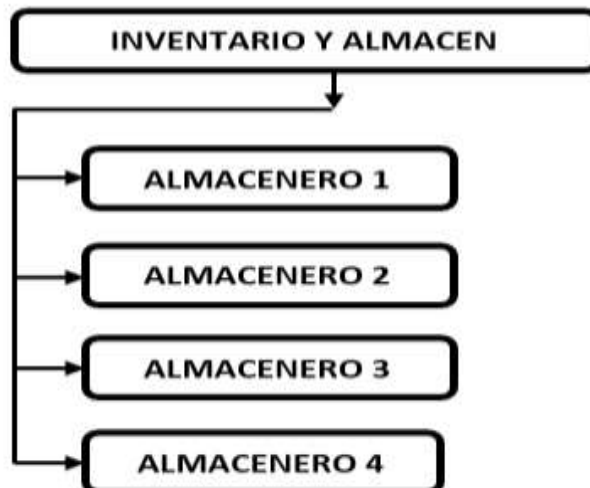 INVENTARIO Y ALMACEN
ALMACENERO 1
ALMACENERO 2
ALMACENERO 3
ALMACENERO 4